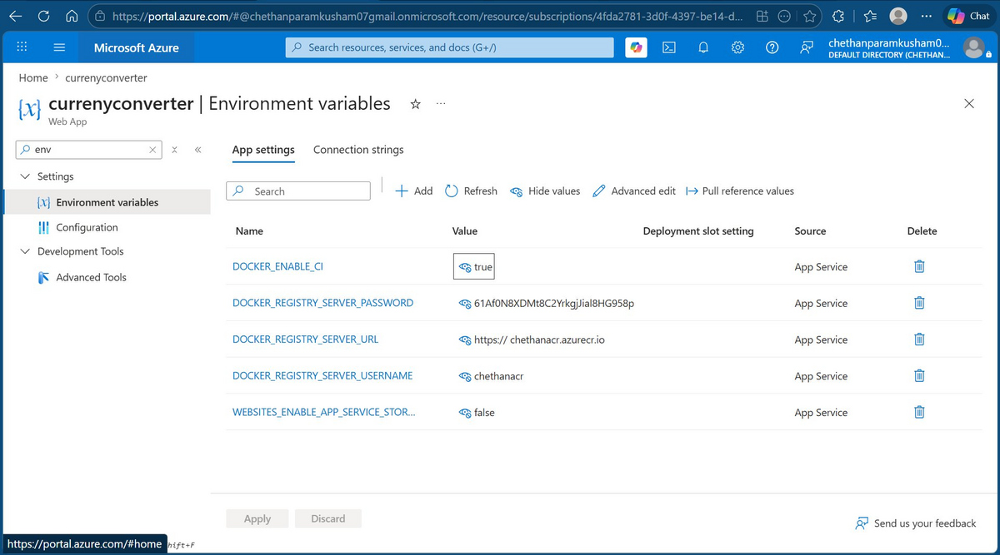 https://portal.azure.com/#@chethanparamkusham07gmail.onmicrosoft.com/resource/subscriptions/4fda2781-3d0f-4397-be14-d...
Chat
Microsoft Azure
Search resources, services, and docs (G+/)
chethanparamkusham0...
DEFAULT DIRECTORY (CHETHAN...
Home > currenyconverter
{x} currenyconverter | Environment variables ...
Web App
env
Settings
{x} Environment variables
Configuration
Development Tools
Advanced Tools
App settings Connection strings
Search Add Refresh Hide values Advanced edit Pull reference values
Name Value Deployment slot setting Source Delete
DOCKER_ENABLE_CI true App Service
DOCKER_REGISTRY_SERVER_PASSWORD 61Af0N8XDMt8C2YrkgjJial8HG958p App Service
DOCKER_REGISTRY_SERVER_URL https:// chethanacr.azurecr.io App Service
DOCKER_REGISTRY_SERVER_USERNAME chethanacr App Service
WEBSITES_ENABLE_APP_SERVICE_STOR... false App Service
Apply Discard
Send us your feedback
https://portal.azure.com/#home hift+F